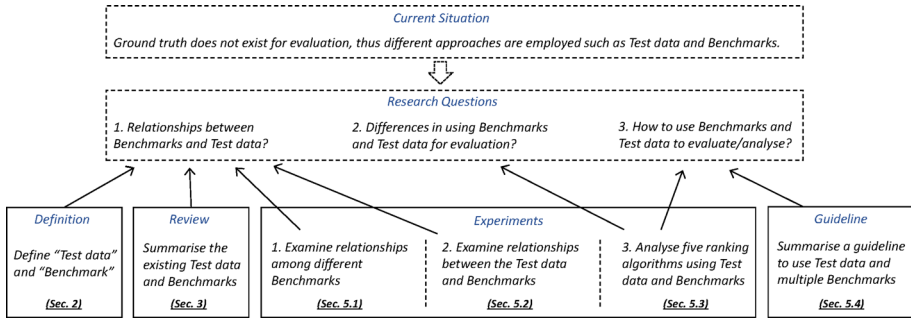 Current Situation
Ground truth does not exist for evaluation, thus different approaches are employed such as Test data and Benchmarks.
Research Questions
1. Relationships between
Benchmarks and Test data?
2. Differences in using Benchmarks
and Test data for evaluation?
3. How to use Benchmarks and
Test data to evaluate/analyse?
Definition
Define “Test data”
and “Benchmark”
(Sec. 2)
Review
Summarise the
existing Test data
and Benchmarks
(Sec. 3)
Experiments
1. Examine relationships
among different
Benchmarks
(Sec. 5.1)
2. Examine relationships
between the Test data
and Benchmarks
(Sec. 5.2)
3. Analyse five ranking
algorithms using Test
data and Benchmarks
(Sec. 5.3)
Guideline
Summarise a guideline
to use Test data and
multiple Benchmarks
(Sec. 5.4)